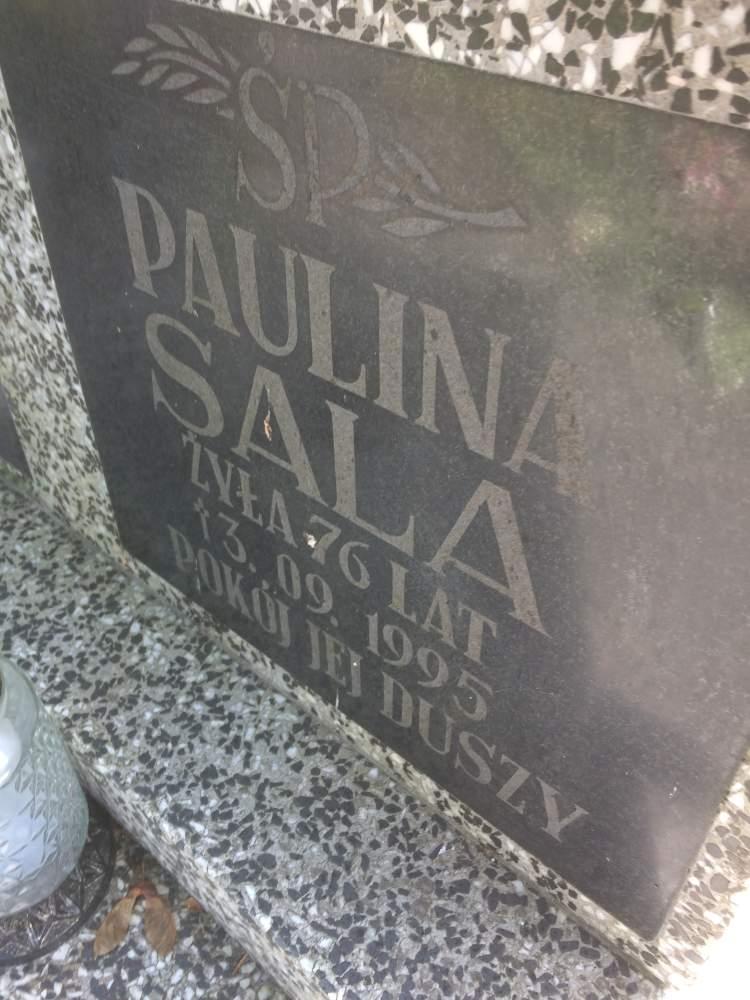 ŚP
PAULINA
SALA
ŻYŁA 76 LAT
† 3. 09. 1995
POKÓJ JEJ DUSZY